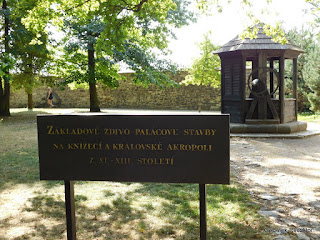 ZÁKLADOVÉ ZDIVO PALÁCOVÉ STAVBY
NA KNÍŽECÍ A KRÁLOVSKÉ AKROPOLI
Z XI-XIII STOLETÍ